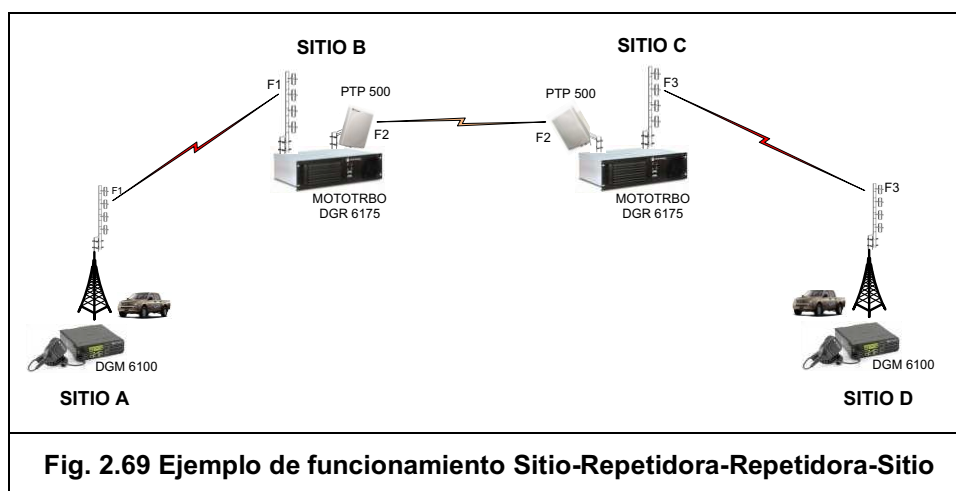 SITIO B
SITIO C
F1
PTP 500
F2
PTP 500
F2
F3
MOTOTRBO
DGR 6175
MOTOTRBO
DGR 6175
F1
F3
DGM 6100
DGM 6100
SITIO A
SITIO D
Fig. 2.69 Ejemplo de funcionamiento Sitio-Repetidora-Repetidora-Sitio